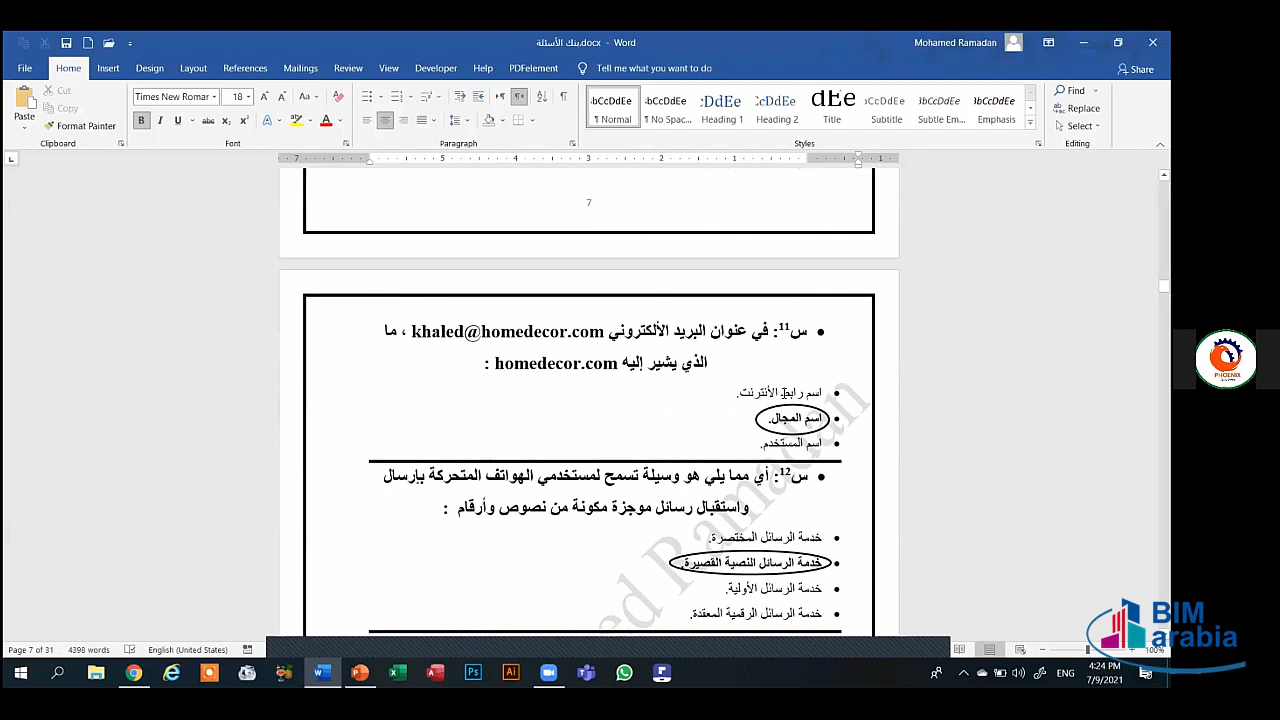 بنك الأسئلة.docx - Word
Mohamed Ramadan
File Home Insert Design Layout References Mailings Review View Developer Help PDFelement Tell me what you want to do Share
Paste
Cut
Copy
Format Painter
Clipboard
Times New Roman 18
Font
Paragraph
¶ Normal
¶ No Spac...
Heading 1
Heading 2
Title
Subtitle
Subtle Em...
Emphasis
Styles
Find
Replace
Select
Editing
7
س11: في عنوان البريد الألكتروني khaled@homedecor.com ، ما
الذي يشير إليه homedecor.com :
اسم رابط الأنترنت.
اسم المجال.
اسم المستخدم.
س12: أي مما يلي هو وسيلة تسمح لمستخدمي الهواتف المتحركة بإرسال
واستقبال رسائل موجزة مكونة من نصوص وأرقام :
خدمة الرسائل المختصرة.
خدمة الرسائل النصية القصيرة.
خدمة الرسائل الأولية.
خدمة الرسائل الرقمية المعقدة.
PHOENIX
BIM
arabia
Page 7 of 31 4398 words English (United States) 100%
ENG
4:24 PM
7/9/2021